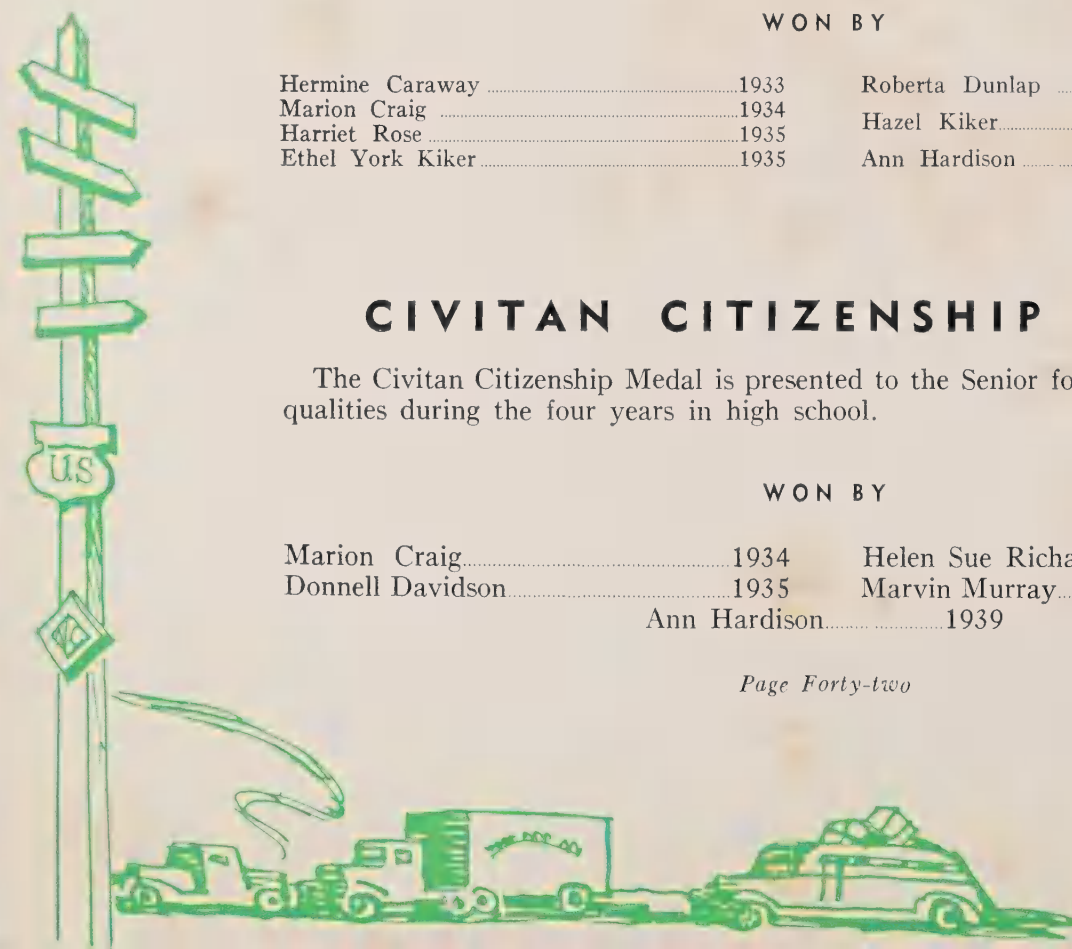 WON BY
Hermine Caraway 1933 Roberta Dunlap
Marion Craig 1934
Hazel Kiker
Harriet Rose 1935
Ethel York Kiker 1935 Ann Hardison
CIVITAN CITIZENSHIP
The Civitan Citizenship Medal is presented to the Senior fo
qualities during the four years in high school.
WON BY
Marion Craig 1934 Helen Sue Richa
Donnell Davidson 1935 Marvin Murray
Ann Hardison 1939
Page Forty-two
U.S